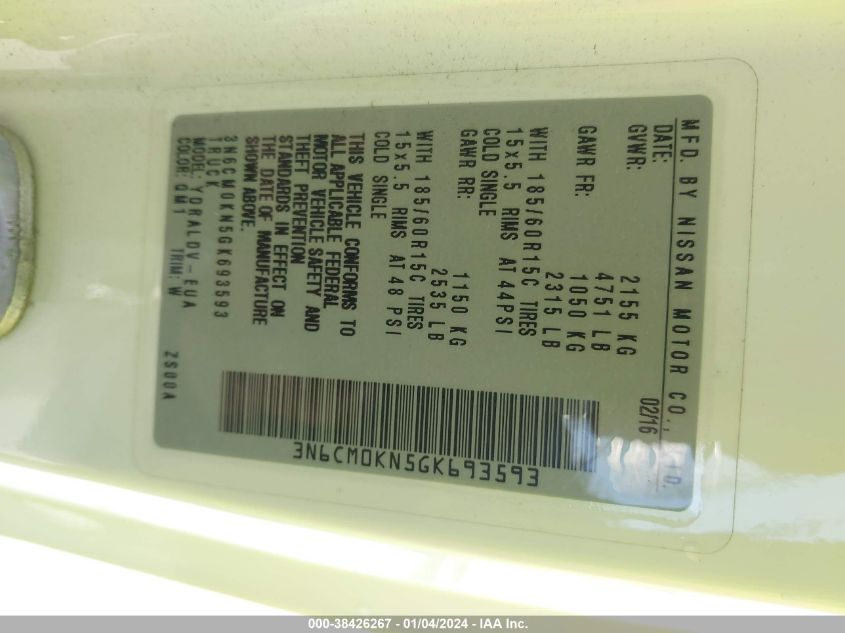 MFD. BY NISSAN MOTOR CO., LTD.
DATE: 02/16
GVWR: 2155 KG
4751 LB
GAWR FR: 1050 KG
2315 LB
WITH 185/60R15C TIRES
15x5.5 RIMS AT 44PSI
COLD SINGLE
GAWR RR: 1150 KG
2535 LB
WITH 185/60R15C TIRES
15x5.5 RIMS AT 48 PSI
COLD SINGLE
THIS VEHICLE CONFORMS TO
ALL APPLICABLE FEDERAL
MOTOR VEHICLE SAFETY AND
THEFT PREVENTION
STANDARDS IN EFFECT ON
THE DATE OF MANUFACTURE
SHOWN ABOVE.
3N6CM0KN5GK693593
TRUCK
MODEL: YDRALDV-EUA
COLOR: QM1 TRIM: W
ZS00A
3N6CM0KN5GK693593
000-38426267 - 01/04/2024 - IAA Inc.